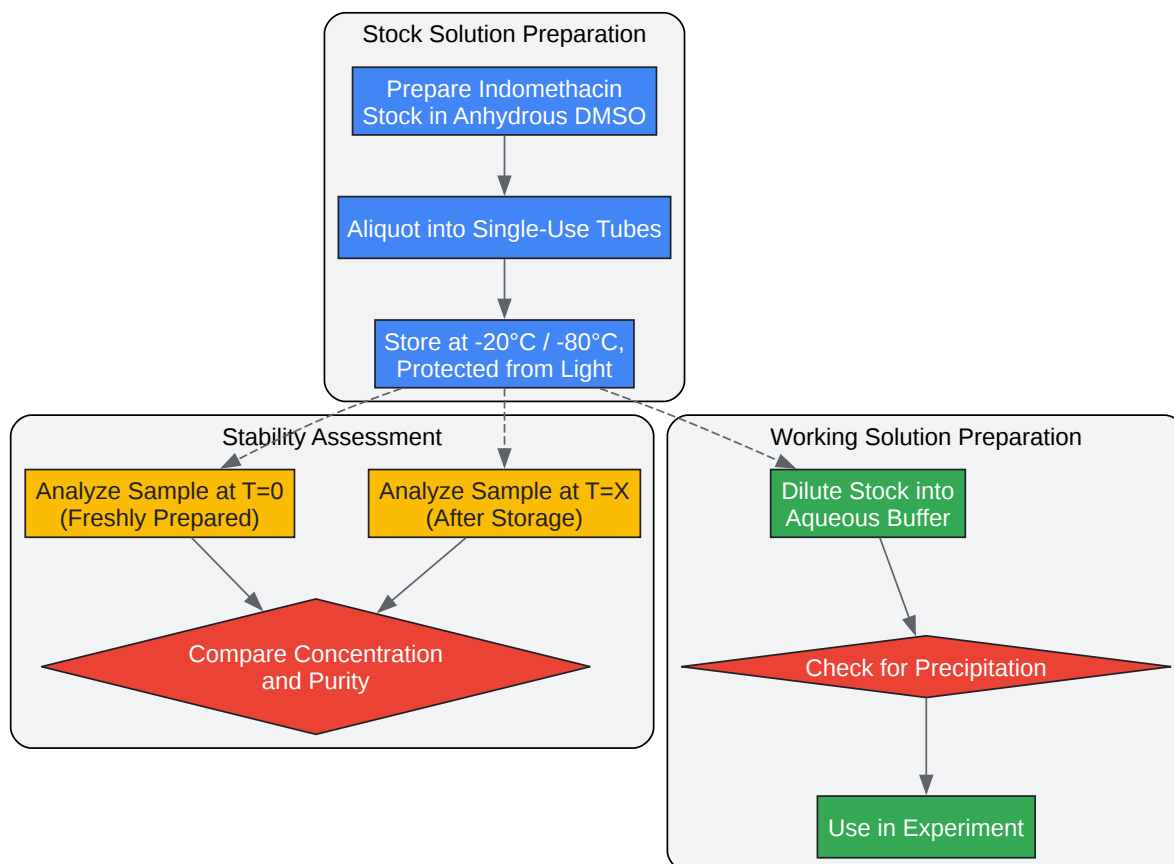 Stock Solution Preparation
Prepare Indomethacin
Stock in Anhydrous DMSO
Aliquot into Single-Use Tubes
Store at -20°C / -80°C,
Protected from Light
Stability Assessment
Analyze Sample at T=0
(Freshly Prepared)
Analyze Sample at T=X
(After Storage)
Compare Concentration
and Purity
Working Solution Preparation
Dilute Stock into
Aqueous Buffer
Check for Precipitation
Use in Experiment